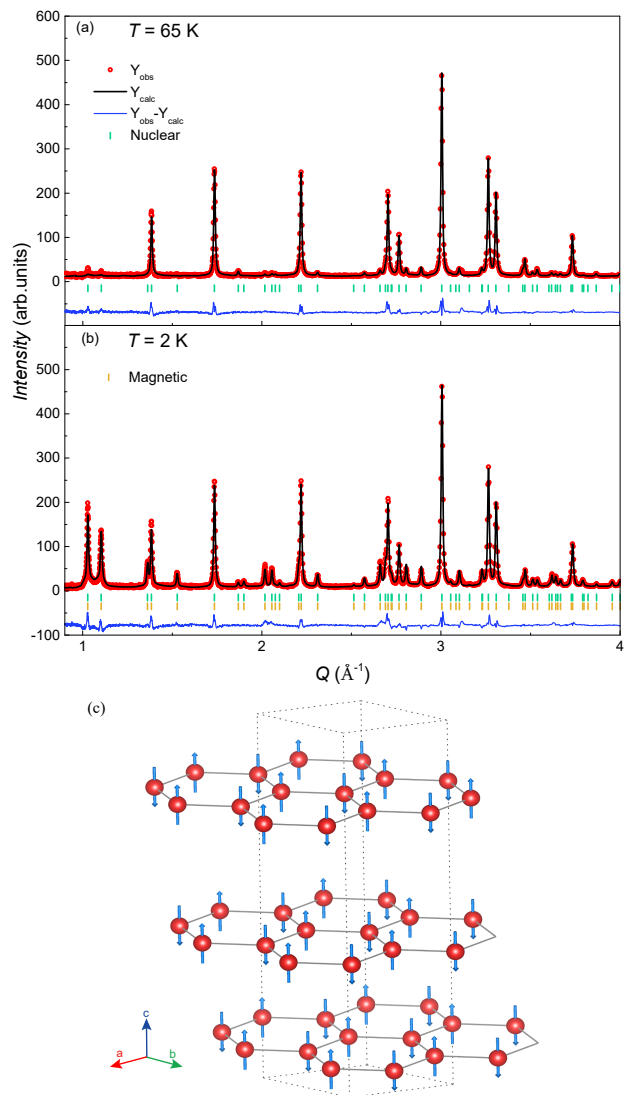 600
(a)
T = 65 K
500
Y_obs
Y_calc
400
Y_obs-Y_calc
Nuclear
300
200
100
0
(b)
T = 2 K
500
Magnetic
400
300
200
100
0
-100
1
2
3
4
Intensity (arb.units)
Q (Å⁻¹)
(c)
c
a
b